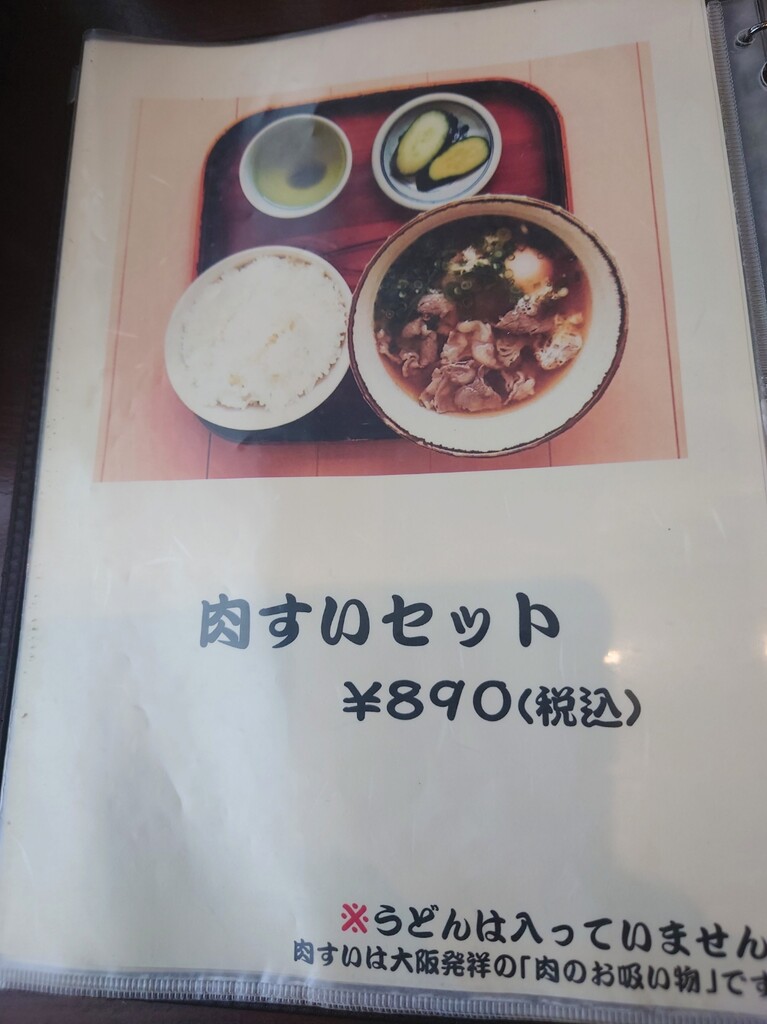 肉すいセット
¥890(税込)
※うどんは入っていません
肉すいは大阪発祥の「肉のお吸い物」です